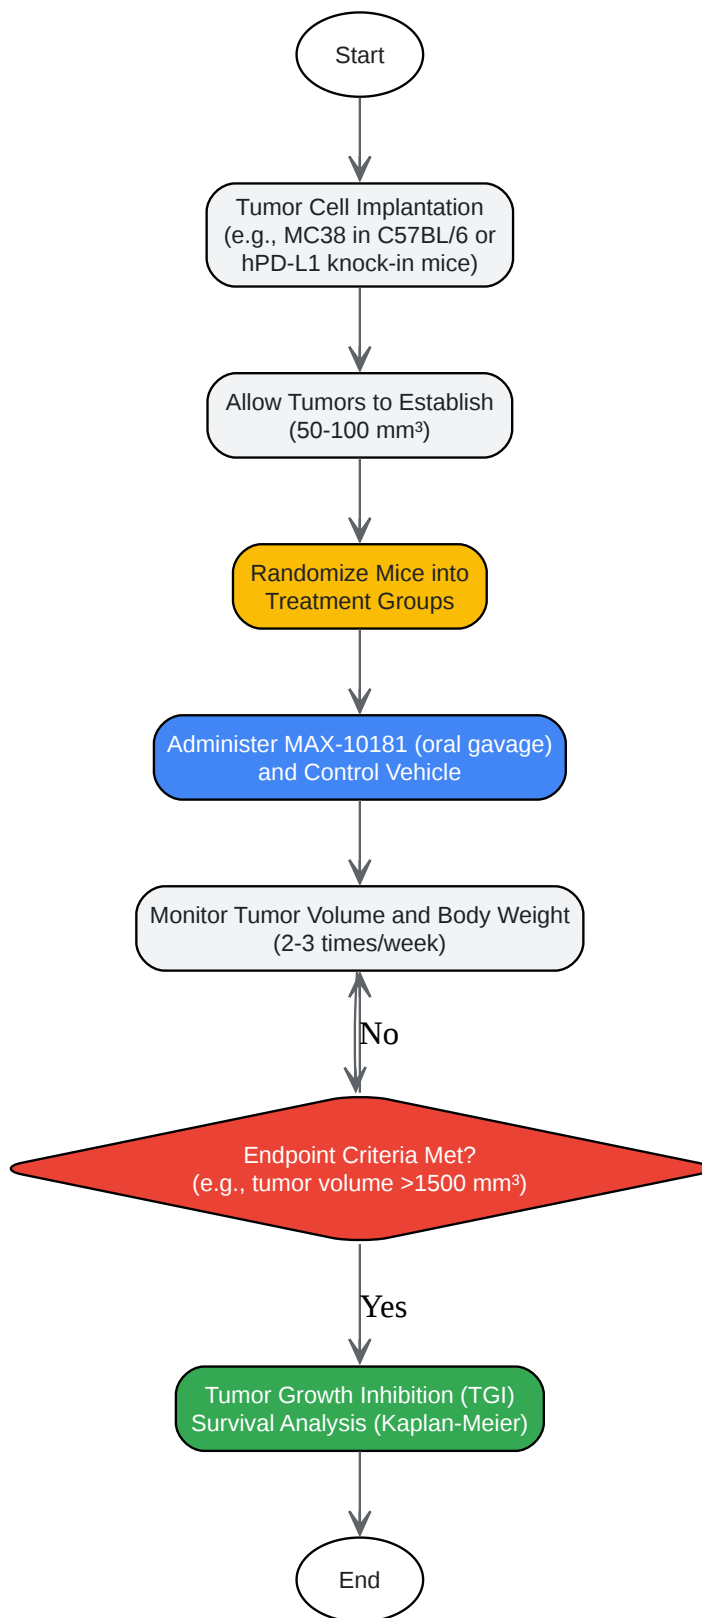 Start
Tumor Cell Implantation
(e.g., MC38 in C57BL/6 or
hPD-L1 knock-in mice)
Allow Tumors to Establish
(50-100 mm³)
Randomize Mice into
Treatment Groups
Administer MAX-10181 (oral gavage)
and Control Vehicle
Monitor Tumor Volume and Body Weight
(2-3 times/week)
No
Endpoint Criteria Met?
(e.g., tumor volume >1500 mm³)
Yes
Tumor Growth Inhibition (TGI)
Survival Analysis (Kaplan-Meier)
End